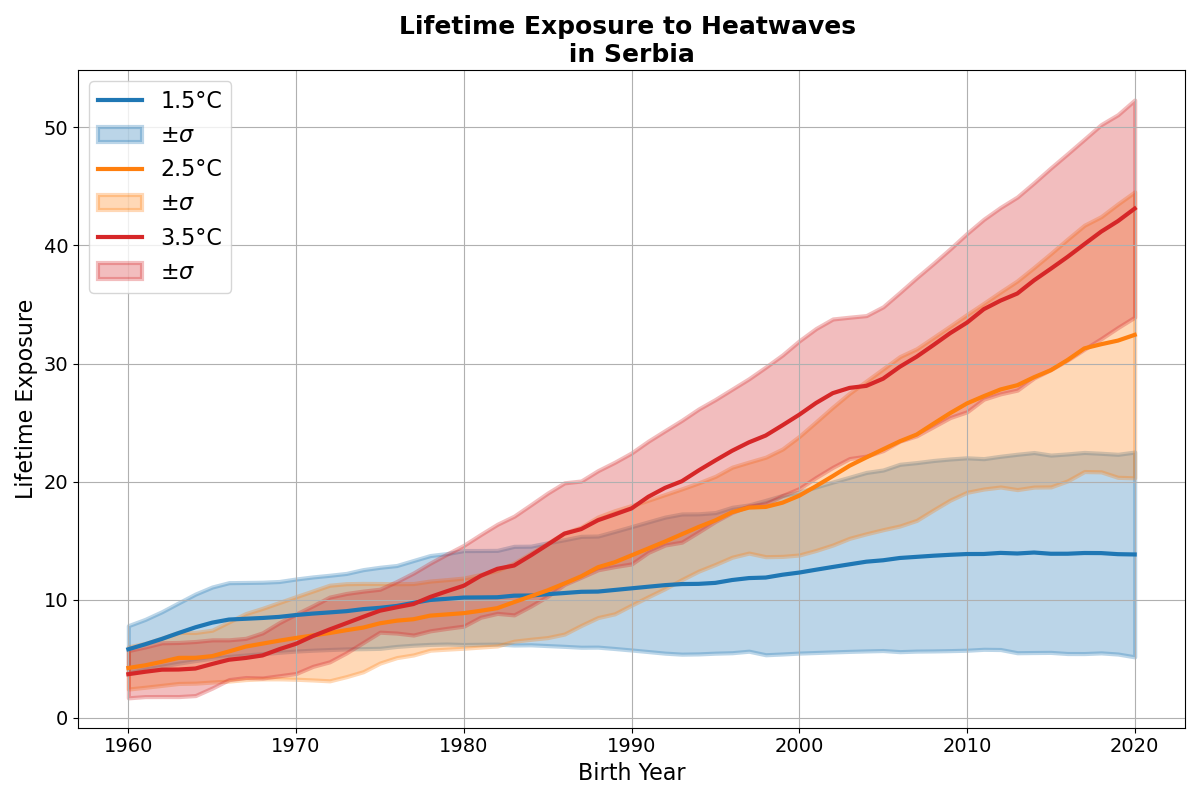 Lifetime Exposure to Heatwaves
in Serbia
1.5°C
±σ
2.5°C
±σ
3.5°C
±σ
Lifetime Exposure
50
40
30
20
10
0
1960
1970
1980
1990
2000
2010
2020
Birth Year